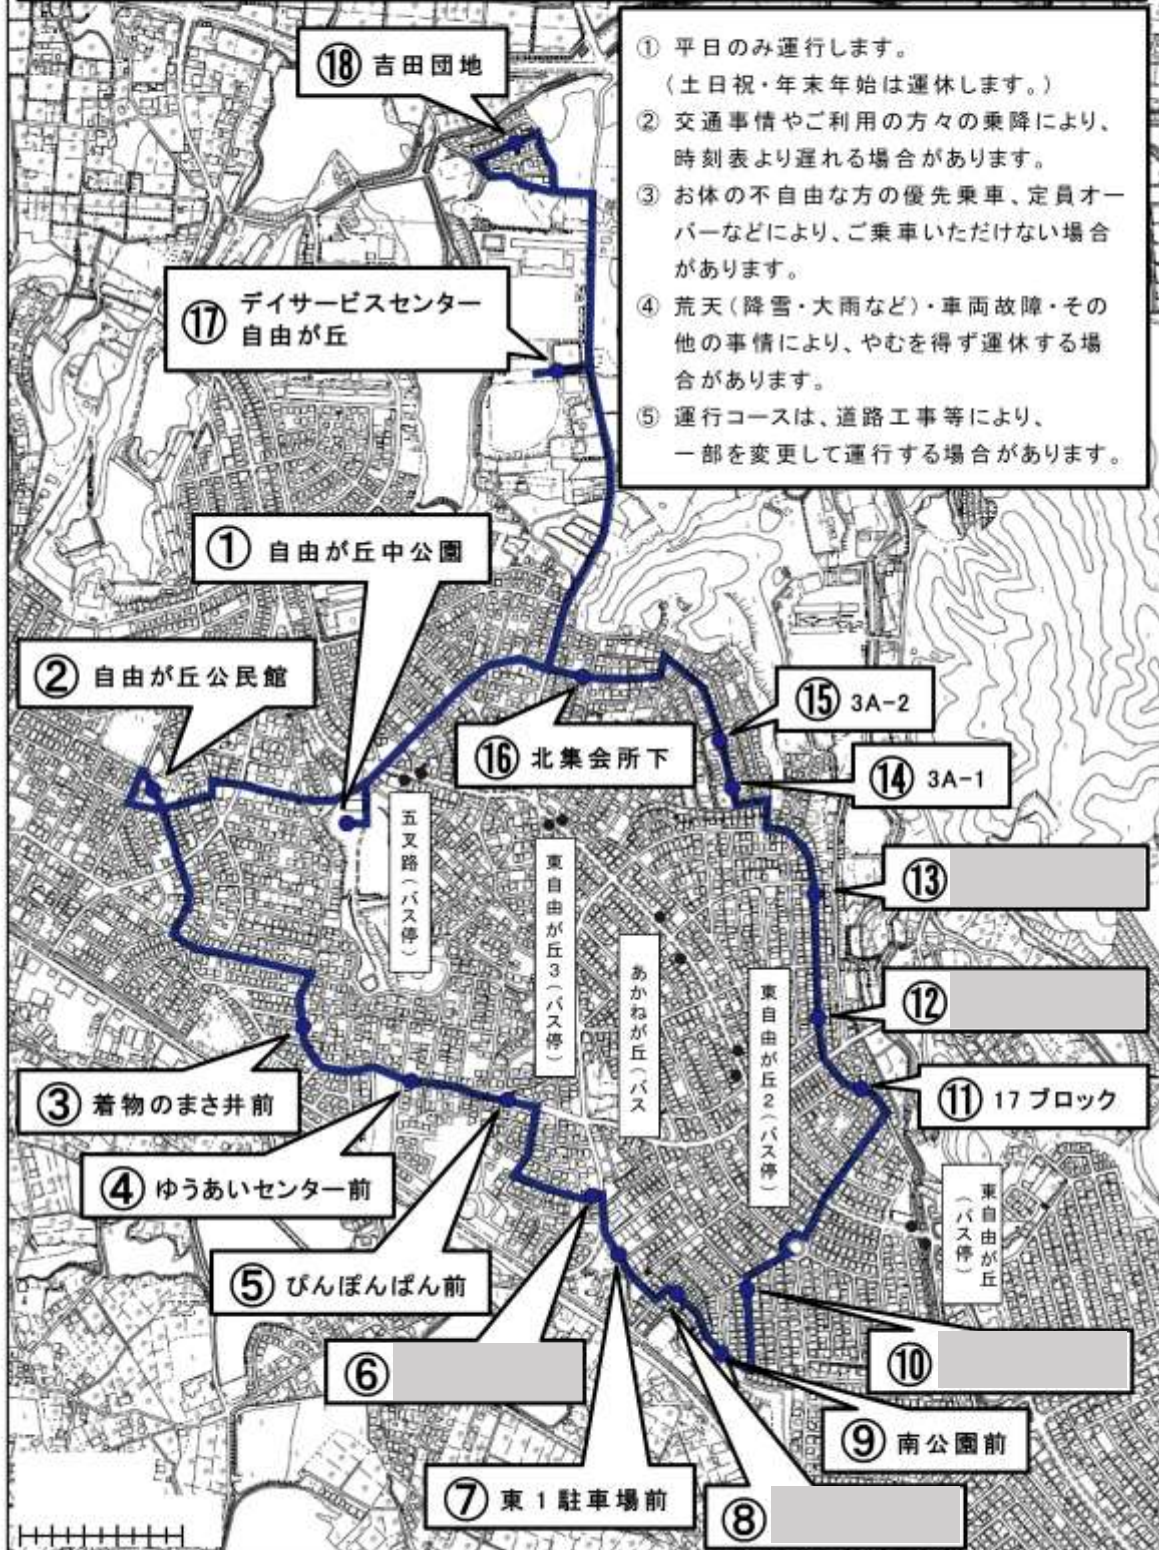 ① 平日のみ運行します。
(土日祝・年末年始は運休します。)
② 交通事情やご利用の方々の乗降により、
時刻表より遅れる場合があります。
③ お体の不自由な方の優先乗車、定員オー
バーなどにより、ご乗車いただけない場合
があります。
④ 荒天(降雪・大雨など)・車両故障・その
他の事情により、やむを得ず運休する場
合があります。
⑤ 運行コースは、道路工事等により、
一部を変更して運行する場合があります。
⑱ 吉田団地
⑰ デイサービスセンター
自由が丘
① 自由が丘中公園
② 自由が丘公民館
⑮ 3A-2
⑯ 北集会所下
⑭ 3A-1
五叉路(バス停)
東自由が丘3(バス停)
あかねが丘(バス
東自由が丘2(バス停)
東自由が丘
(バス停)
⑬
⑫
⑪ 17 ブロック
③ 着物のまさ井前
④ ゆうあいセンター前
⑤ ぴんぽんぱん前
⑥
⑩
⑨ 南公園前
⑦ 東1駐車場前
⑧